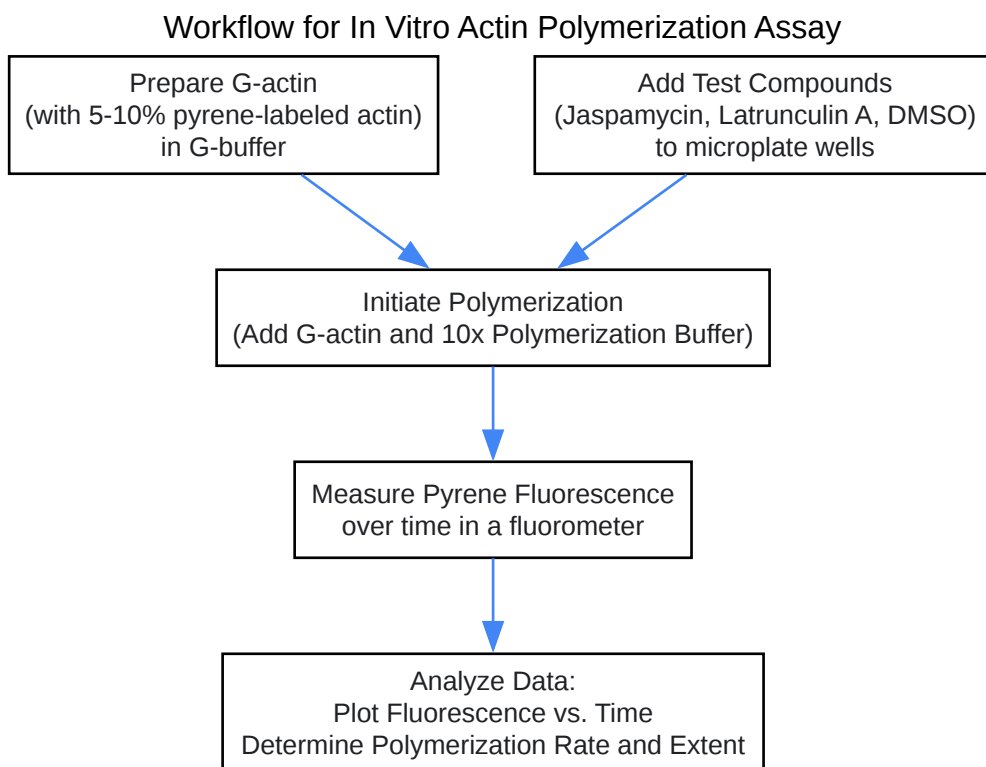 Workflow for In Vitro Actin Polymerization Assay
Prepare G-actin
(with 5-10% pyrene-labeled actin)
in G-buffer
Add Test Compounds
(Jaspamycin, Latrunculin A, DMSO)
to microplate wells
Initiate Polymerization
(Add G-actin and 10x Polymerization Buffer)
Measure Pyrene Fluorescence
over time in a fluorometer
Analyze Data:
Plot Fluorescence vs. Time
Determine Polymerization Rate and Extent